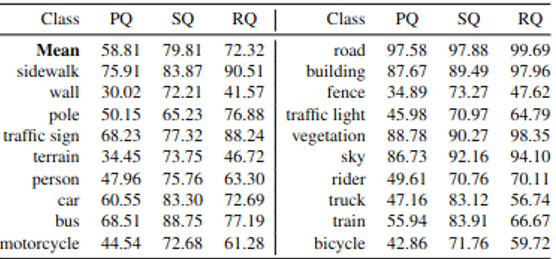 Class PQ SQ RQ Class PQ SQ RQ
Mean 58.81 79.81 72.32 road 97.58 97.88 99.69
sidewalk 75.91 83.87 90.51 building 87.67 89.49 97.96
wall 30.02 72.21 41.57 fence 34.89 73.27 47.62
pole 50.15 65.23 76.88 traffic light 45.98 70.97 64.79
traffic sign 68.23 77.32 88.24 vegetation 88.78 90.27 98.35
terrain 34.45 73.75 46.72 sky 86.73 92.16 94.10
person 47.96 75.76 63.30 rider 49.61 70.76 70.11
car 60.55 83.30 72.69 truck 47.16 83.12 56.74
bus 68.51 88.75 77.19 train 55.94 83.91 66.67
motorcycle 44.54 72.68 61.28 bicycle 42.86 71.76 59.72